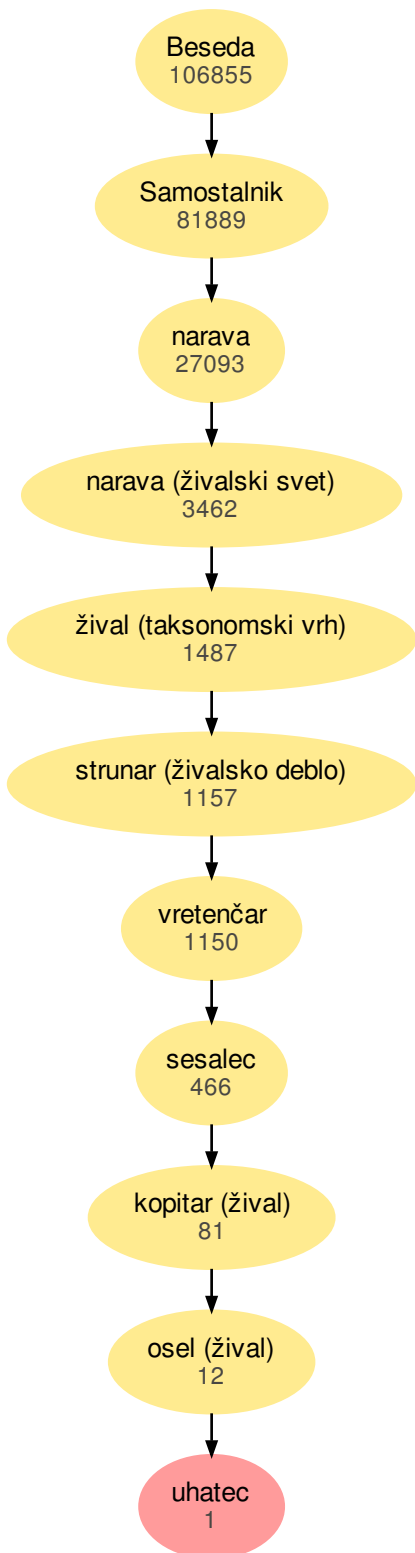 Beseda
106855
Samostalnik
81889
narava
27093
narava (živalski svet)
3462
žival (taksonomski vrh)
1487
strunar (živalsko deblo)
1157
vretenčar
1150
sesalec
466
kopitar (žival)
81
osel (žival)
12
uhatec
1